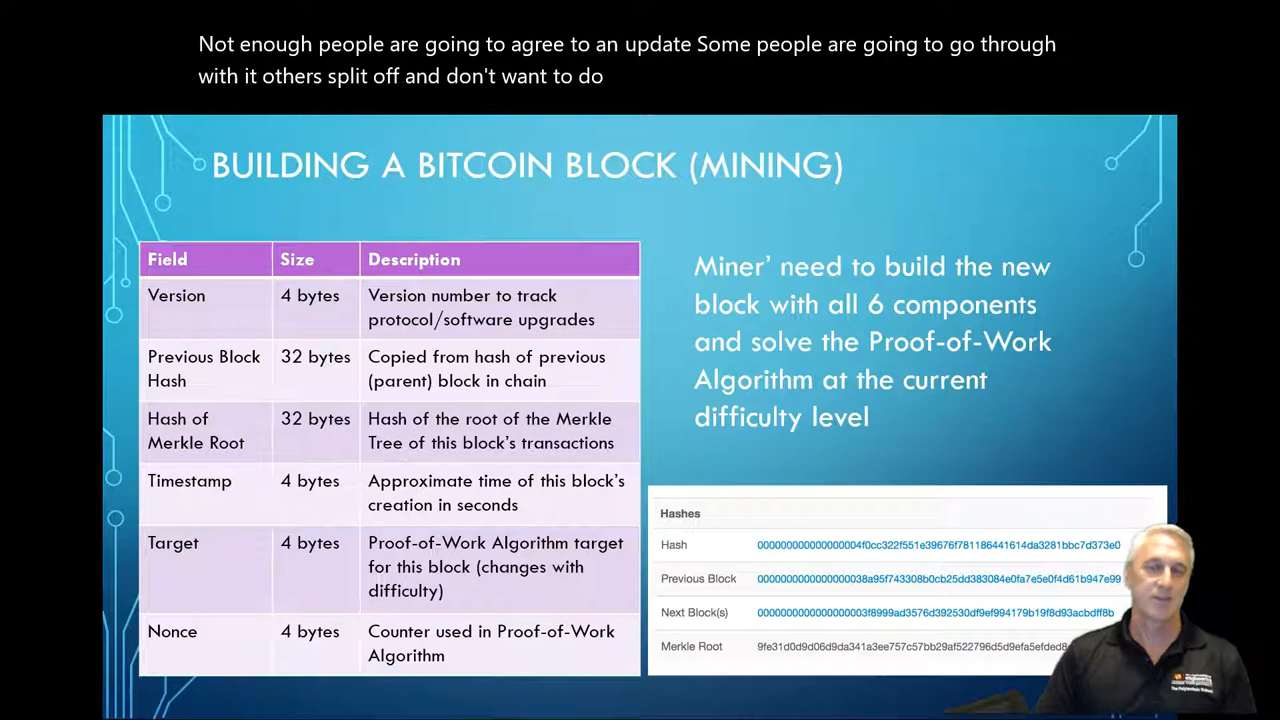 Not enough people are going to agree to an update Some people are going to go through
with it others split off and don't want to do
BUILDING A BITCOIN BLOCK (MINING)
Field Size Description
Version 4 bytes Version number to track
protocol/software upgrades
Previous Block 32 bytes Copied from hash of previous
Hash (parent) block in chain
Hash of 32 bytes Hash of the root of the Merkle
Merkle Root Tree of this block's transactions
Timestamp 4 bytes Approximate time of this block's
creation in seconds
Target 4 bytes Proof-of-Work Algorithm target
for this block (changes with
difficulty)
Nonce 4 bytes Counter used in Proof-of-Work
Algorithm
Miner' need to build the new
block with all 6 components
and solve the Proof-of-Work
Algorithm at the current
difficulty level
Hashes
Hash 000000000000000004f0cc322f551e39676f781186441614da3281bbc7d373e0
Previous Block 00000000000000000038a95f743308b0cb25dd383084e0fa7e5e0f4d61b947e99
Next Block(s) 0000000000000000003f8999ad3576d392530df9ef994179b19f8d93acbdff8b
Merkle Root 9fe31d0d9d06d9da341a3ee757c57bb29af522796d5d9efa5efded8
The Polytechnic School